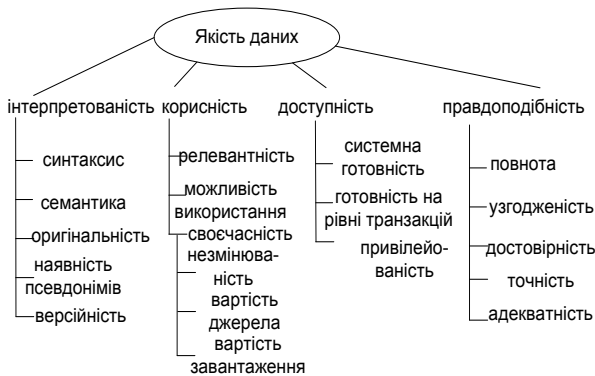 Якість даних
інтерпретованість
синтаксис
семантика
оригінальність
наявність
псевдонімів
версійність
корисність
релевантність
можливість
використання
своєчасність
незмінюва-
ність
вартість
джерела
вартість
завантаження
доступність
системна
готовність
готовність на
рівні транзакцій
привілейо-
ваність
правдоподібність
повнота
узгодженість
достовірність
точність
адекватність